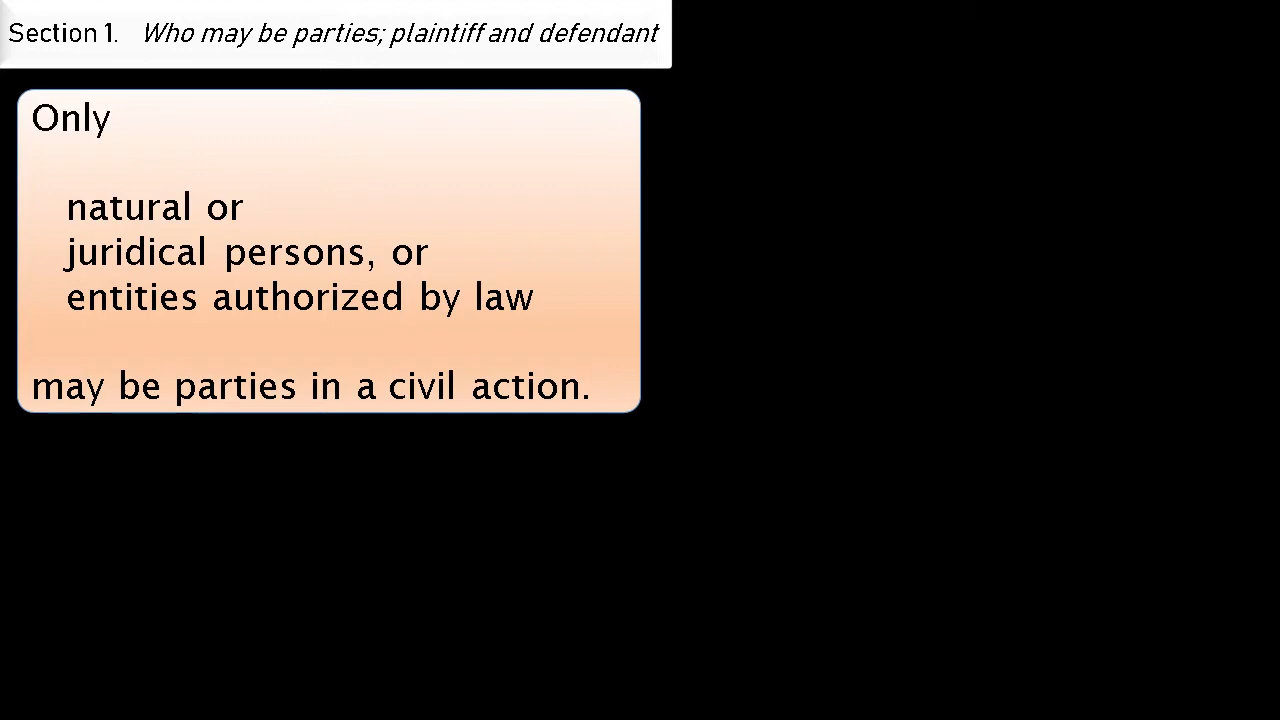 Section 1. Who may be parties; plaintiff and defendant
Only
natural or
juridical persons, or
entities authorized by law
may be parties in a civil action.